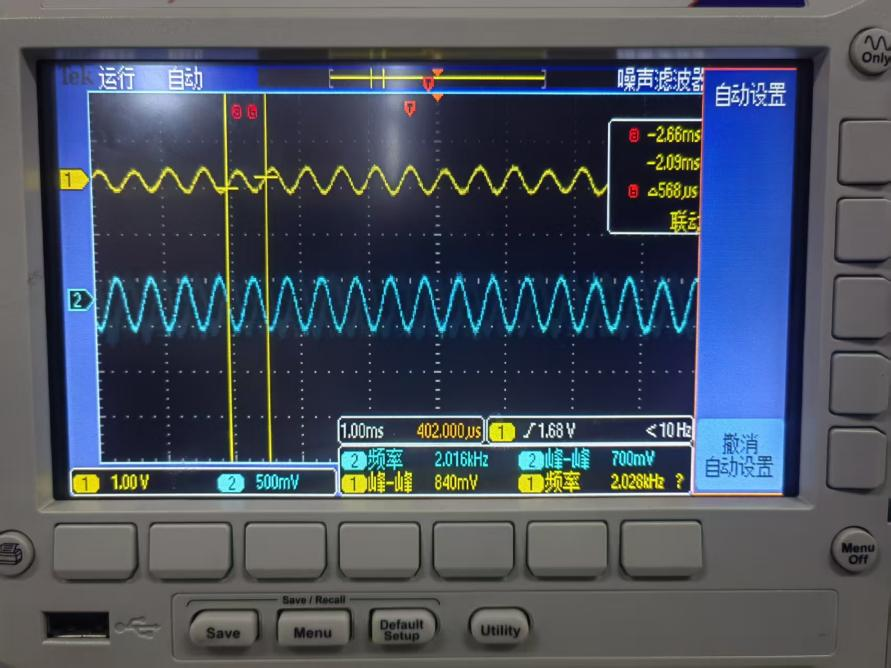 Tek 运行 自动 噪声滤波器
自动设置
Only
a b
a -2.66ms
-2.09ms
b △568µs
联动
1
2
1.00ms 402.000µs
1 1.68 V <10Hz
2 频率 2.016kHz 2 峰-峰 700mV
1 峰-峰 840mV 1 频率 2.028kHz ?
1 1.00 V 2 500mV
撤消
自动设置
Menu
Off
Save / Recall
Save
Menu
Default
Setup
Utility